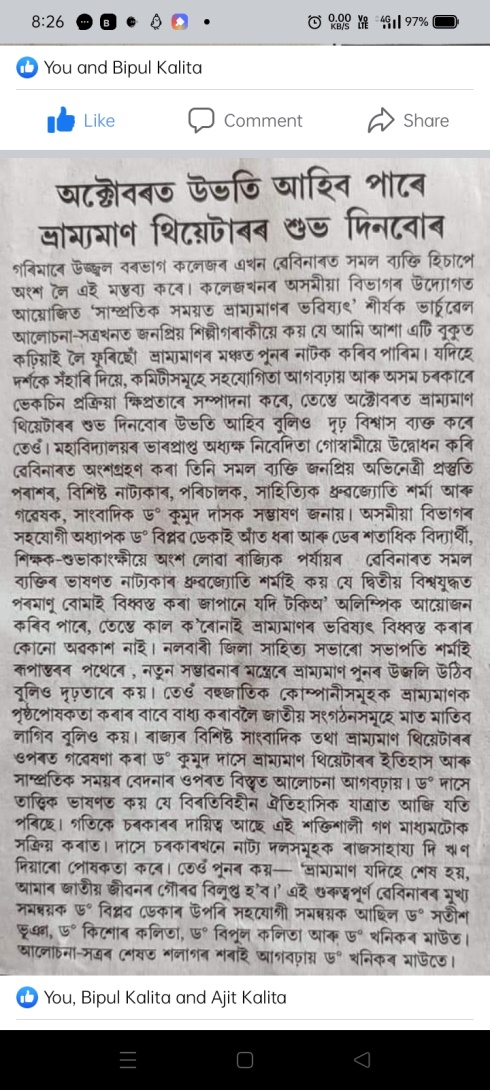 8:26
0.00 KB/S
Vo LTE
4G
97%
You and Bipul Kalita
Like
Comment
Share
অক্টোবৰত উভতি আহিব পাৰে
ভ্ৰাম্যমাণ থিয়েটাৰৰ শুভ দিনবোৰ
গৰিমাৰে উজ্জ্বল বৰভাগ কলেজৰ এখন ৱেবিনাৰত সমল ব্যক্তি হিচাপে
অংশ লৈ এই মন্তব্য কৰে। কলেজখনৰ অসমীয়া বিভাগৰ উদ্যোগত
আয়োজিত ‘সাম্প্ৰতিক সময়ত ভ্ৰাম্যমাণৰ ভৱিষ্যৎ’ শীৰ্ষক ভাৰ্চুৱেল
আলোচনা-সত্ৰখনত জনপ্ৰিয় শিল্পীগৰাকীয়ে কয় যে আমি আশা এটি বুকুত
কঢ়িয়াই লৈ ফুৰিছোঁ ভ্ৰাম্যমাণৰ মঞ্চত পুনৰ নাটক কৰিব পাৰিম। যদিহে
দৰ্শকে সঁহাৰি দিয়ে, কমিটীসমূহে সহযোগিতা আগবঢ়ায় আৰু অসম চৰকাৰে
ভেকচিন প্ৰক্ৰিয়া ক্ষিপ্ৰতাৰে সম্পাদনা কৰে, তেন্তে অক্টোবৰত ভ্ৰাম্যমাণ
থিয়েটাৰৰ শুভ দিনবোৰ উভতি আহিব বুলিও দৃঢ় বিশ্বাস ব্যক্ত কৰে
তেওঁ। মহাবিদ্যালয়ৰ ভাৰপ্ৰাপ্ত অধ্যক্ষ নিবেদিতা গোস্বামীয়ে উদ্বোধন কৰি
ৱেবিনাৰত অংশগ্ৰহণ কৰা তিনি সমল ব্যক্তি জনপ্ৰিয় অভিনেত্ৰী প্ৰস্তুতি
পৰাশৰ, বিশিষ্ট নাট্যকাৰ, পৰিচালক, সাহিত্যিক ধ্ৰুৱজ্যোতি শৰ্মা আৰু
গৱেষক, সাংবাদিক ড° কুমুদ দাসক সম্ভাষণ জনায়। অসমীয়া বিভাগৰ
সহযোগী অধ্যাপক ড° বিপ্লৱ ডেকাই আঁত ধৰা আৰু ডেৰ শতাধিক বিদ্যাৰ্থী,
শিক্ষক-শুভাকাংক্ষীয়ে অংশ লোৱা ৰাজ্যিক পৰ্যায়ৰ ৱেবিনাৰত সমল
ব্যক্তিৰ ভাষণত নাট্যকাৰ ধ্ৰুৱজ্যোতি শৰ্মাই কয় যে দ্বিতীয় বিশ্বযুদ্ধত
পৰমাণু বোমাই বিধ্বস্ত কৰা জাপানে যদি টকিঅ’ অলিম্পিক আয়োজন
কৰিব পাৰে, তেন্তে কাল ক’ৰোনাই ভ্ৰাম্যমাণৰ ভৱিষ্যৎ বিধ্বস্ত কৰাৰ
কোনো অৱকাশ নাই। নলবাৰী জিলা সাহিত্য সভাৰো সভাপতি শৰ্মাই
ৰূপান্তৰৰ পথেৰে , নতুন সম্ভাৱনাৰ মন্ত্ৰেৰে ভ্ৰাম্যমাণ পুনৰ উজলি উঠিব
বুলিও দৃঢ়তাৰে কয়। তেওঁ বহুজাতিক কোম্পানীসমূহক ভ্ৰাম্যমাণক
পৃষ্ঠপোষকতা কৰাৰ বাবে বাধ্য কৰাবলৈ জাতীয় সংগঠনসমূহে মাত মাতিব
লাগিব বুলিও কয়। ৰাজ্যৰ বিশিষ্ট সাংবাদিক তথা ভ্ৰাম্যমাণ থিয়েটাৰৰ
ওপৰত গৱেষণা কৰা ড° কুমুদ দাসে ভ্ৰাম্যমাণ থিয়েটাৰৰ ইতিহাস আৰু
সাম্প্ৰতিক সময়ৰ বেদনাৰ ওপৰত বিস্তৃত আলোচনা আগবঢ়ায়। ড° দাসে
তাত্ত্বিক ভাষণত কয় যে বিৰতিবিহীন ঐতিহাসিক যাত্ৰাত আজি যতি
পৰিছে। গতিকে চৰকাৰৰ দায়িত্ব আছে এই শক্তিশালী গণ মাধ্যমটোক
সক্ৰিয় কৰাত। দাসে চৰকাৰখনে নাট্য দলসমূহক ৰাজসাহায্য দি ঋণ
দিয়াৰো পোষকতা কৰে। তেওঁ পুনৰ কয়— ‘ভ্ৰাম্যমাণ যদিহে শেষ হয়,
আমাৰ জাতীয় জীৱনৰ গৌৰৱ বিলুপ্ত হ’ব।’ এই গুৰুত্বপূৰ্ণ ৱেবিনাৰৰ মুখ্য
সমন্বয়ক ড° বিপ্লৱ ডেকাৰ উপৰি সহযোগী সমন্বয়ক আছিল ড° সতীশ
ভূঞা, ড° কিশোৰ কলিতা, ড° বিপুল কলিতা আৰু ড° খনিকৰ মাউত।
আলোচনা-সত্ৰৰ শেষত শলাগৰ শৰাই আগবঢ়ায় ড° খনিকৰ মাউতে।
You, Bipul Kalita and Ajit Kalita